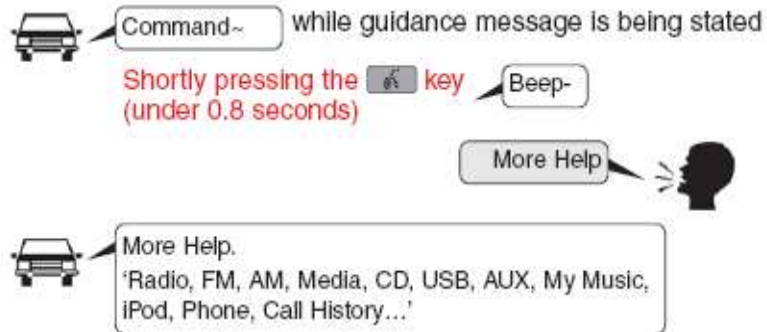 Command~ while guidance message is being stated
Shortly pressing the key
(under 0.8 seconds)
Beep-
More Help
More Help.
‘Radio, FM, AM, Media, CD, USB, AUX, My Music,
iPod, Phone, Call History...’